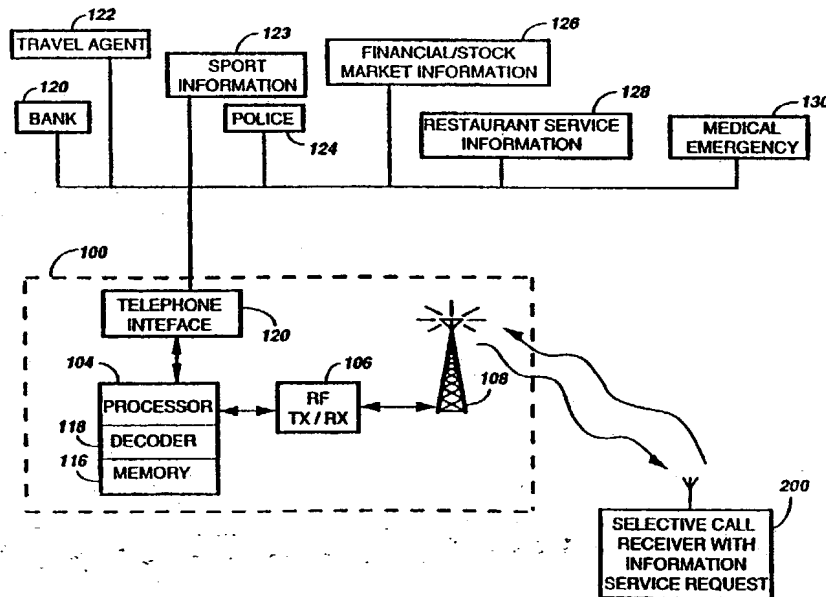 122
TRAVEL AGENT
123
SPORT
INFORMATION
126
FINANCIAL/STOCK
MARKET INFORMATION
120
BANK
POLICE
124
128
RESTAURANT SERVICE
INFORMATION
130
MEDICAL
EMERGENCY
100
TELEPHONE
INTEFACE
120
104
PROCESSOR
118
DECODER
116
MEMORY
106
RF
TX / RX
108
200
SELECTIVE CALL
RECEIVER WITH
INFORMATION
SERVICE REQUEST